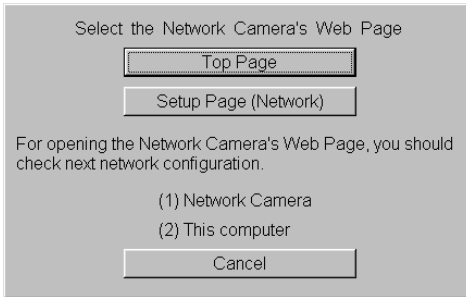 Select the Network Camera's Web Page
Top Page
Setup Page (Network)
For opening the Network Camera's Web Page, you should
check next network configuration.
(1) Network Camera
(2) This computer
Cancel